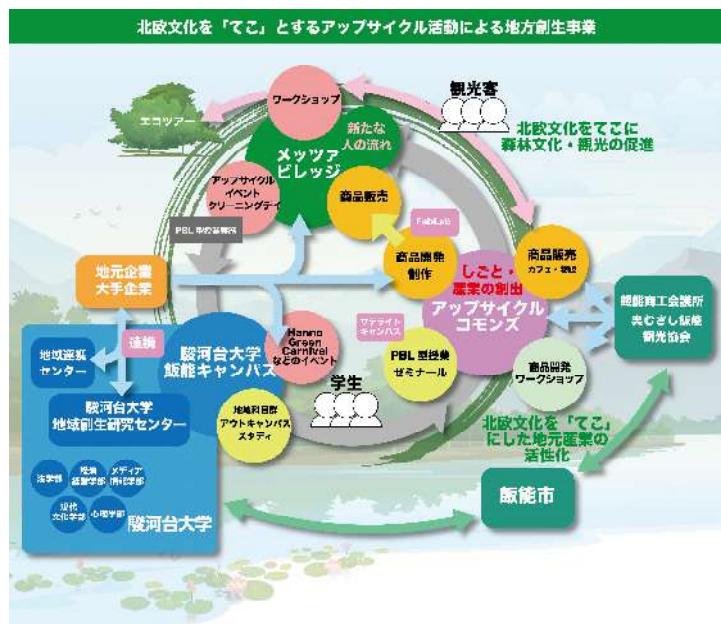 北欧文化を「てこ」とするアップサイクル活動による地方創生事業
ワークショップ
観光客
エコツアー
新たな
人の流れ
メッツァ
ビレッジ
北欧文化をてこに
森林文化・観光の促進
アップサイクル
イベント
クリーニングデイ
商品販売
FabLab
PBL型授業
商品開発
制作
商品販売
カフェ・物販
地元企業
大手企業
しごと・
産業の創出
アップサイクル
コモンズ
飯能商工会議所
奥むさし飯能
観光協会
連携
地域連携
センター
駿河台大学
飯能キャンパス
Hanno
Green
Carnival
などのイベント
サテライト
キャンパス
PBL型授業
ゼミナール
商品開発
ワークショップ
学生
駿河台大学
地域創生研究センター
地域科目群
アウトキャンパス
スタディ
北欧文化を「てこ」
にした地元産業の
活性化
法学部
経済
経営学部
メディア
情報学部
現代
文化学部
心理学部
駿河台大学
飯能市